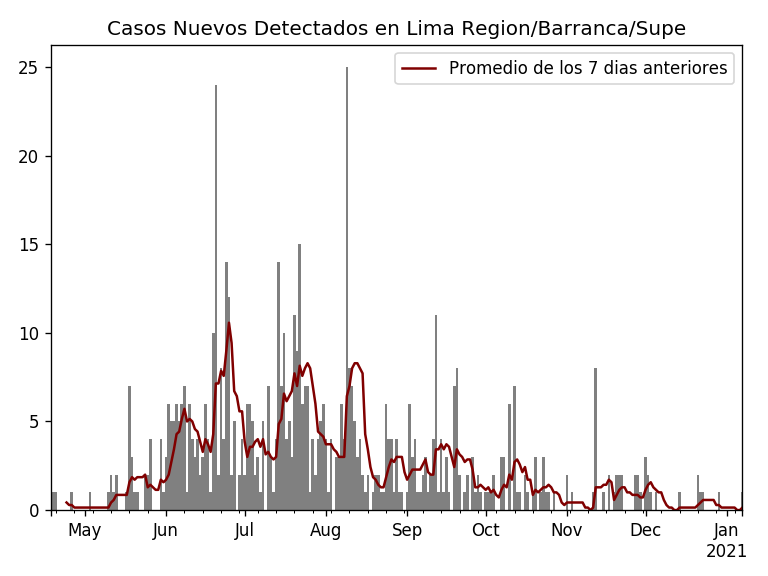 Casos Nuevos Detectados en Lima Region/Barranca/Supe
Promedio de los 7 dias anteriores
25
20
15
10
5
0
May Jun Jul Aug Sep Oct Nov Dec Jan
2021